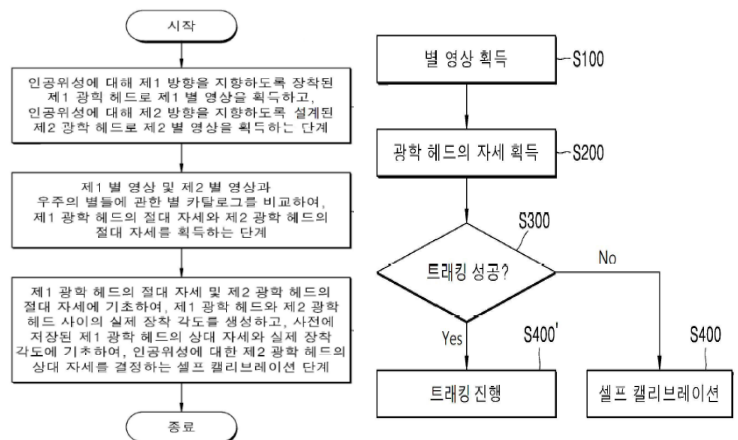 시작
인공위성에 대해 제1 방향을 지향하도록 장착된
제1 광학 헤드로 제1 별 영상을 획득하고,
인공위성에 대해 제2 방향을 지향하도록 설계된
제2 광학 헤드로 제2 별 영상을 획득하는 단계
제1 별 영상 및 제2 별 영상과
우주의 별들에 관한 별 카탈로그를 비교하여,
제1 광학 헤드의 절대 자세와 제2 광학 헤드의
절대 자세를 획득하는 단계
제1 광학 헤드의 절대 자세 및 제2 광학 헤드의
절대 자세에 기초하여, 제1 광학 헤드와 제2 광학
헤드 사이의 실제 장착 각도를 생성하고, 사전에
저장된 제1 광학 헤드의 상대 자세와 실제 장착
각도에 기초하여, 인공위성에 대한 제2 광학 헤드의
상대 자세를 결정하는 셀프 캘리브레이션 단계
종료
별 영상 획득
S100
광학 헤드의 자세 획득
S200
S300
트래킹 성공?
No
Yes
S400'
S400
트래킹 진행
셀프 캘리브레이션